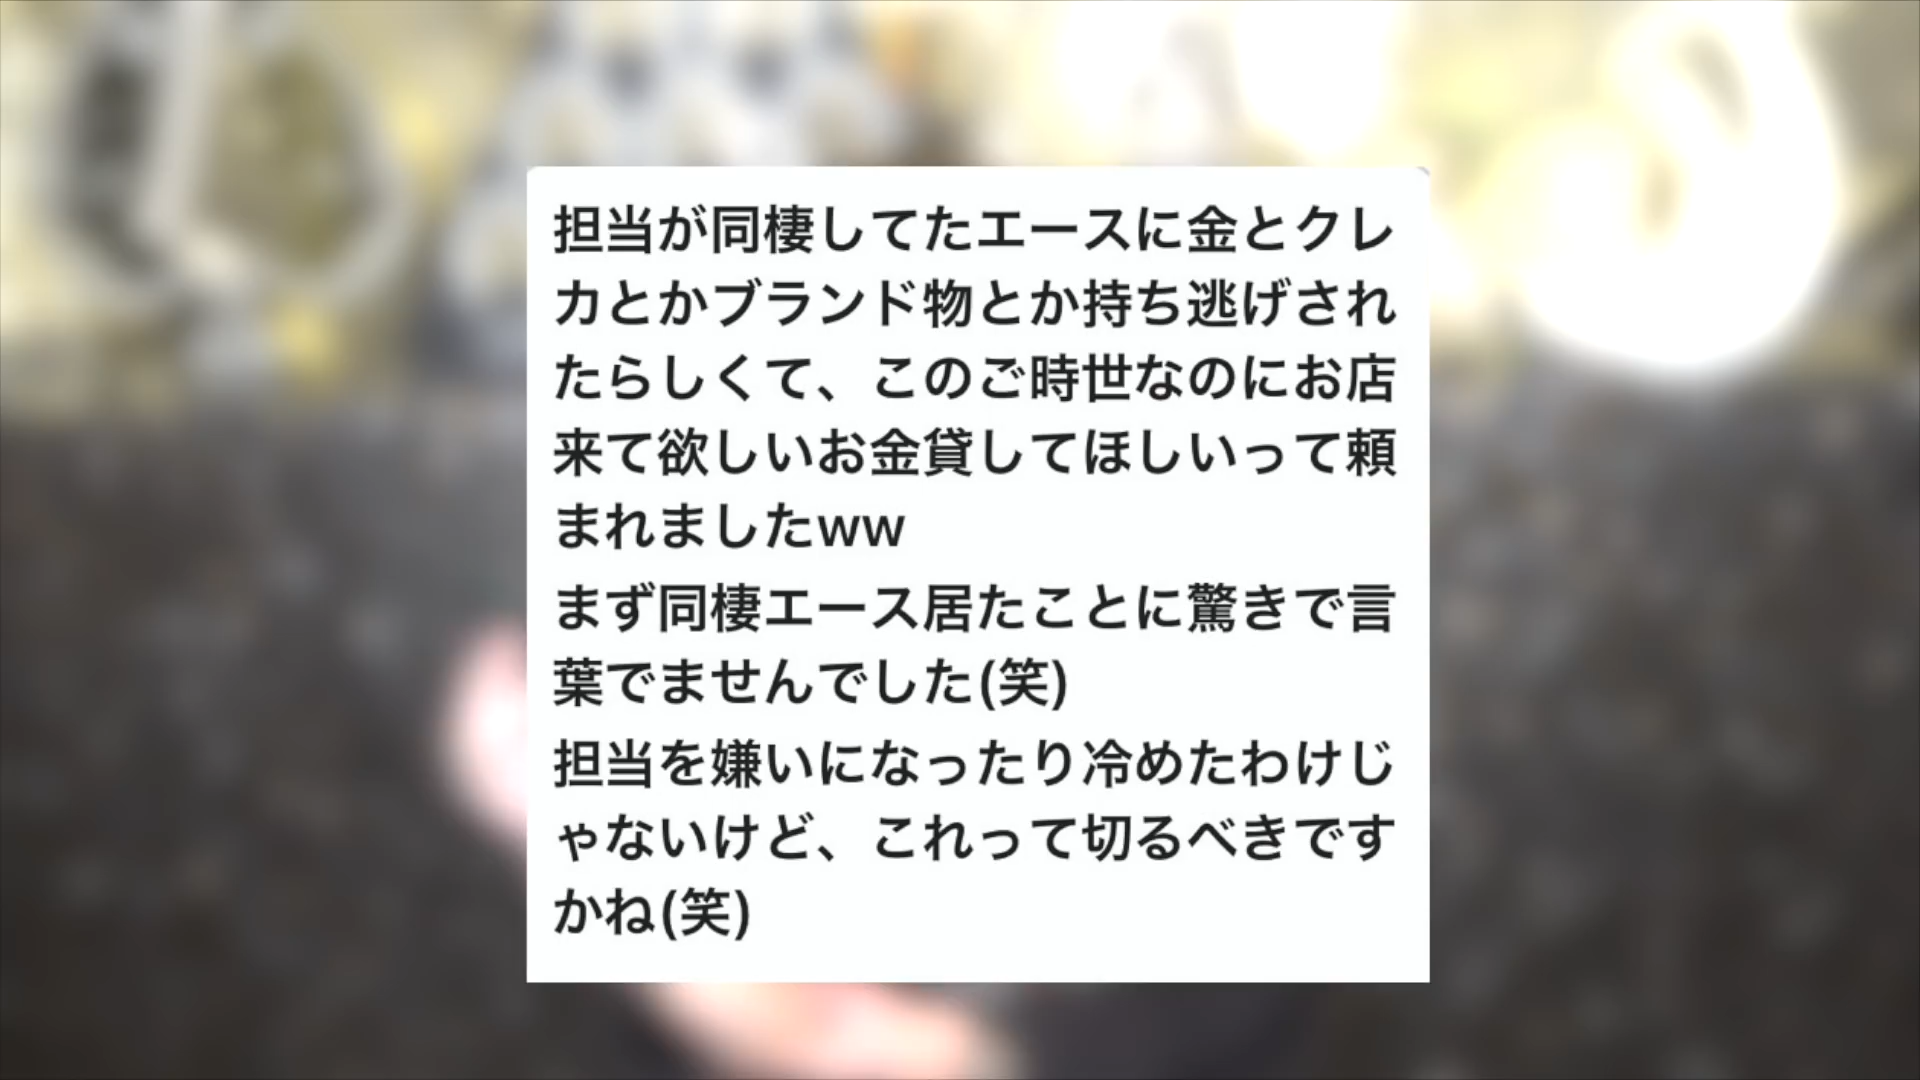 担当が同棲してたエースに金とクレ
カとかブランド物とか持ち逃げされ
たらしくて、このご時世なのにお店
来て欲しいお金貸してほしいって頼
まれましたww
まず同棲エース居たことに驚きで言
葉でませんでした(笑)
担当を嫌いになったり冷めたわけじ
ゃないけど、これって切るべきです
かね(笑)